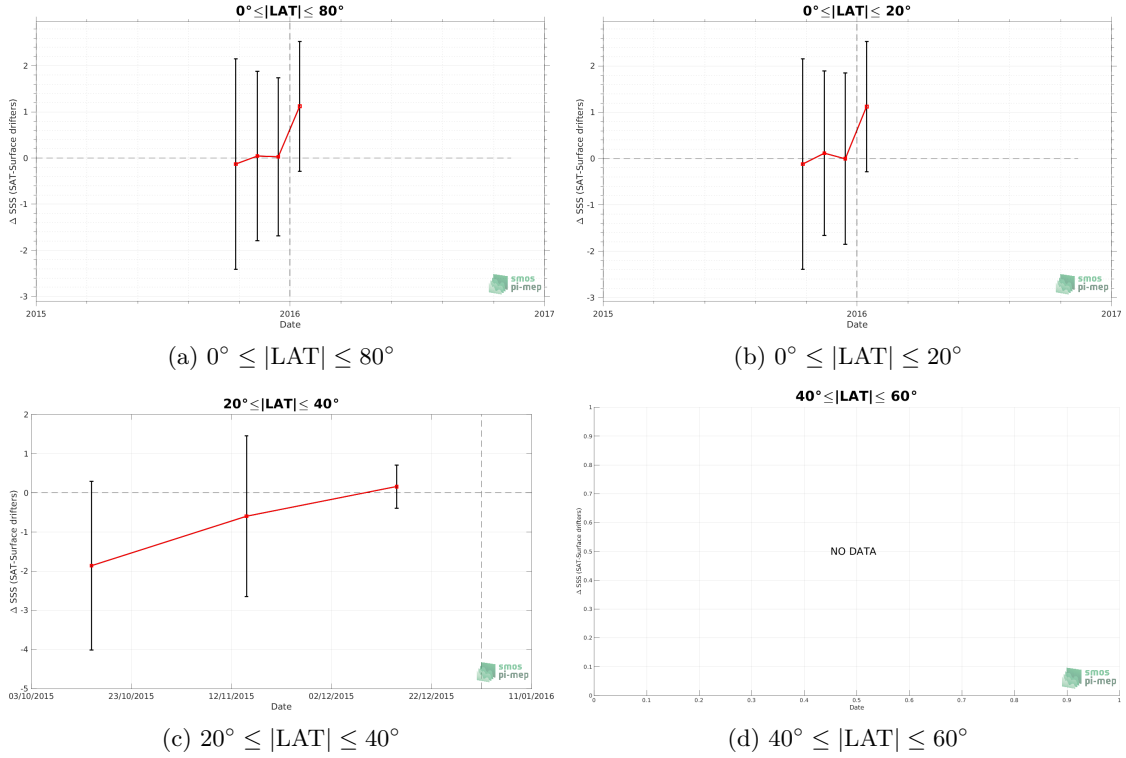 0°≤|LAT|≤ 80°
Δ SSS (SAT-Surface drifters)
2
1
0
-1
-2
-3
2015
2016
2017
Date
smos
pi-mep
(a) 0° ≤ |LAT| ≤ 80°
0°≤|LAT|≤ 20°
Δ SSS (SAT-Surface drifters)
2
1
0
-1
-2
-3
2015
2016
2017
Date
smos
pi-mep
(b) 0° ≤ |LAT| ≤ 20°
20°≤|LAT|≤ 40°
Δ SSS (SAT-Surface drifters)
2
1
0
-1
-2
-3
-4
-5
03/10/2015
23/10/2015
12/11/2015
02/12/2015
22/12/2015
11/01/2016
Date
smos
pi-mep
(c) 20° ≤ |LAT| ≤ 40°
40°≤|LAT|≤ 60°
Δ SSS (SAT-Surface drifters)
1
0.9
0.8
0.7
0.6
0.5
0.4
0.3
0.2
0.1
0
NO DATA
0
0.1
0.2
0.3
0.4
0.5
0.6
0.7
0.8
0.9
1
Date
smos
pi-mep
(d) 40° ≤ |LAT| ≤ 60°